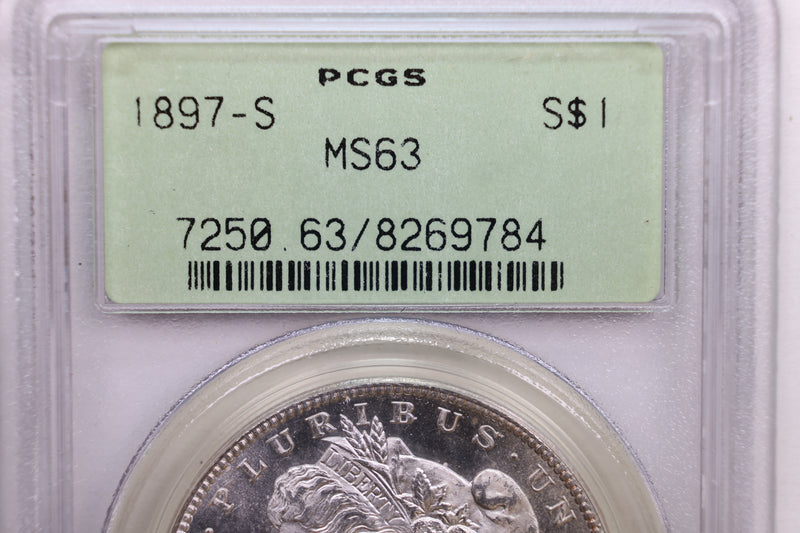 PCGS
1897-S S$1
MS63
7250.63/8269784
·PLURIBUS·UN
LIBERTY